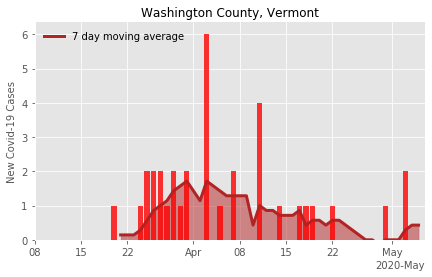 Washington County, Vermont
7 day moving average
New Covid-19 Cases
6
5
4
3
2
1
0
08 15 22 Apr 08 15 22 May
2020-May